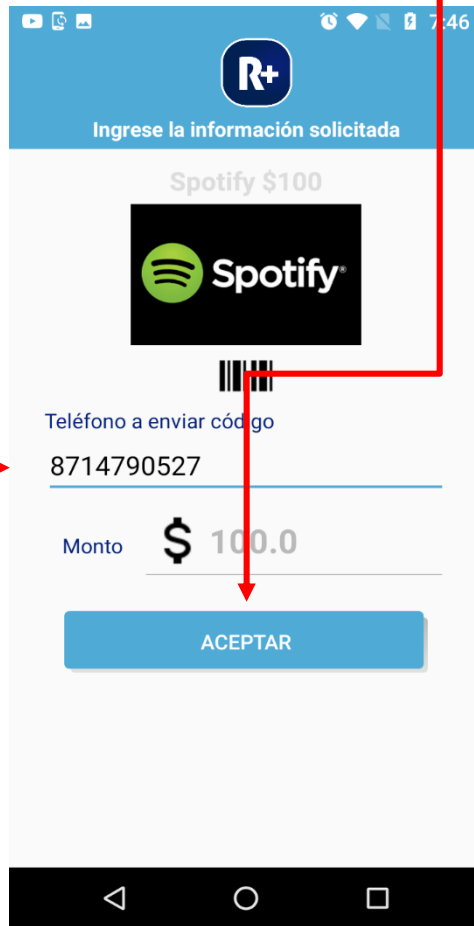 7:46
R+
Ingrese la información solicitada
Spotify $100
Spotify®
Teléfono a enviar código
8714790527
Monto $ 100.0
ACEPTAR